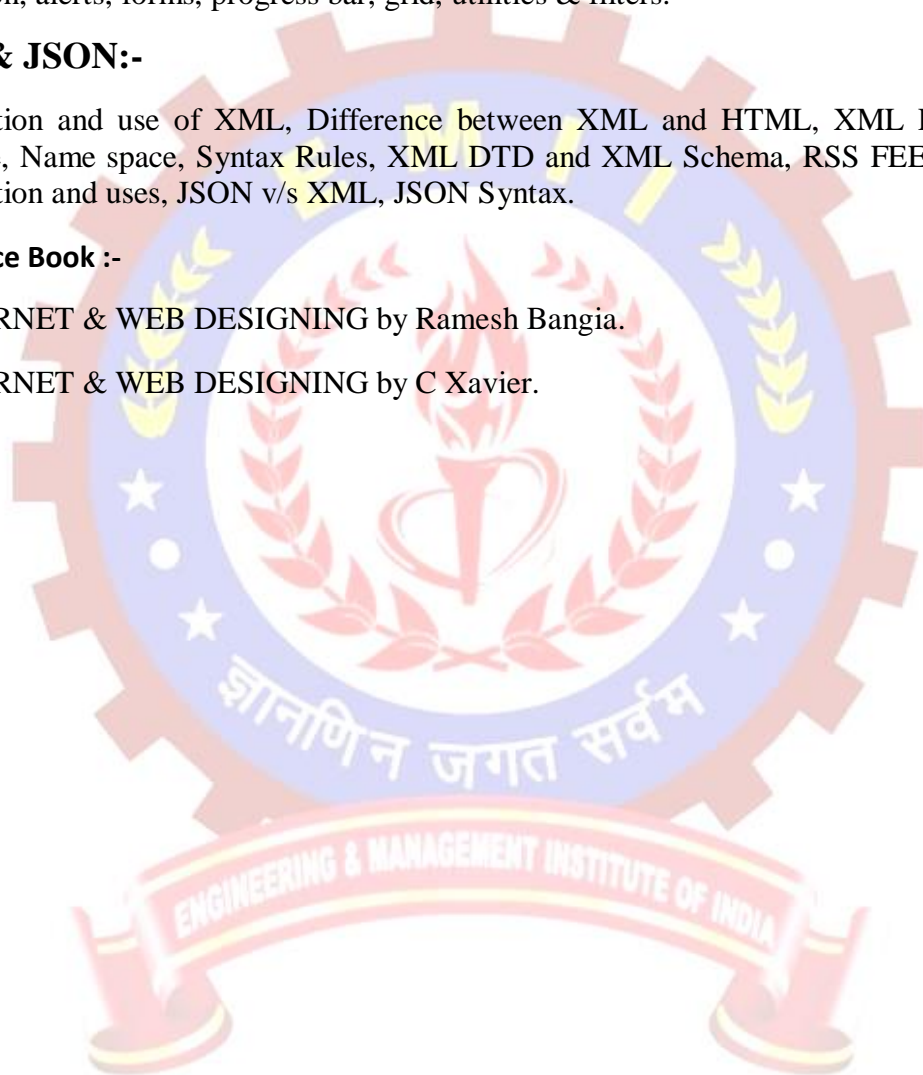 on, alerts, forms, progress bar, grid, utilities & filters.
& JSON:-
tion and use of XML, Difference between XML and HTML, XML
, Name space, Syntax Rules, XML DTD and XML Schema, RSS FEE
tion and uses, JSON v/s XML, JSON Syntax.
ce Book :-
RNET & WEB DESIGNING by Ramesh Bangia.
RNET & WEB DESIGNING by C Xavier.
E M I I
ज्ञानणिन जगत सर्वम
ENGINEERING & MANAGEMENT INSTITUTE OF INDIA